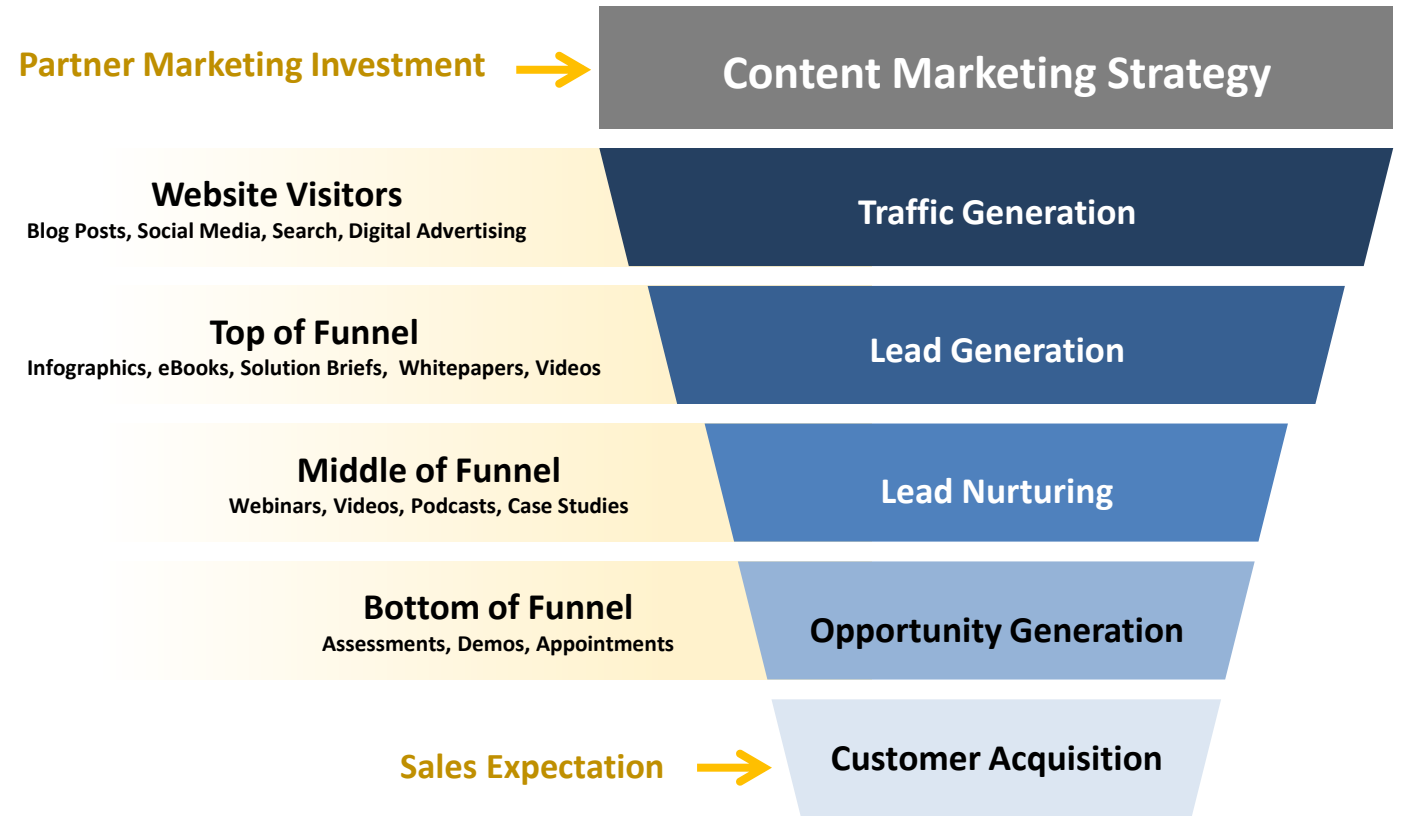 Partner Marketing Investment
Content Marketing Strategy
Website Visitors
Blog Posts, Social Media, Search, Digital Advertising
Traffic Generation
Top of Funnel
Infographics, eBooks, Solution Briefs,  Whitepapers, Videos
Lead Generation
Middle of Funnel
Webinars, Videos, Podcasts, Case Studies
Lead Nurturing
Bottom of Funnel
Assessments, Demos, Appointments
Opportunity Generation
Sales Expectation
Customer Acquisition